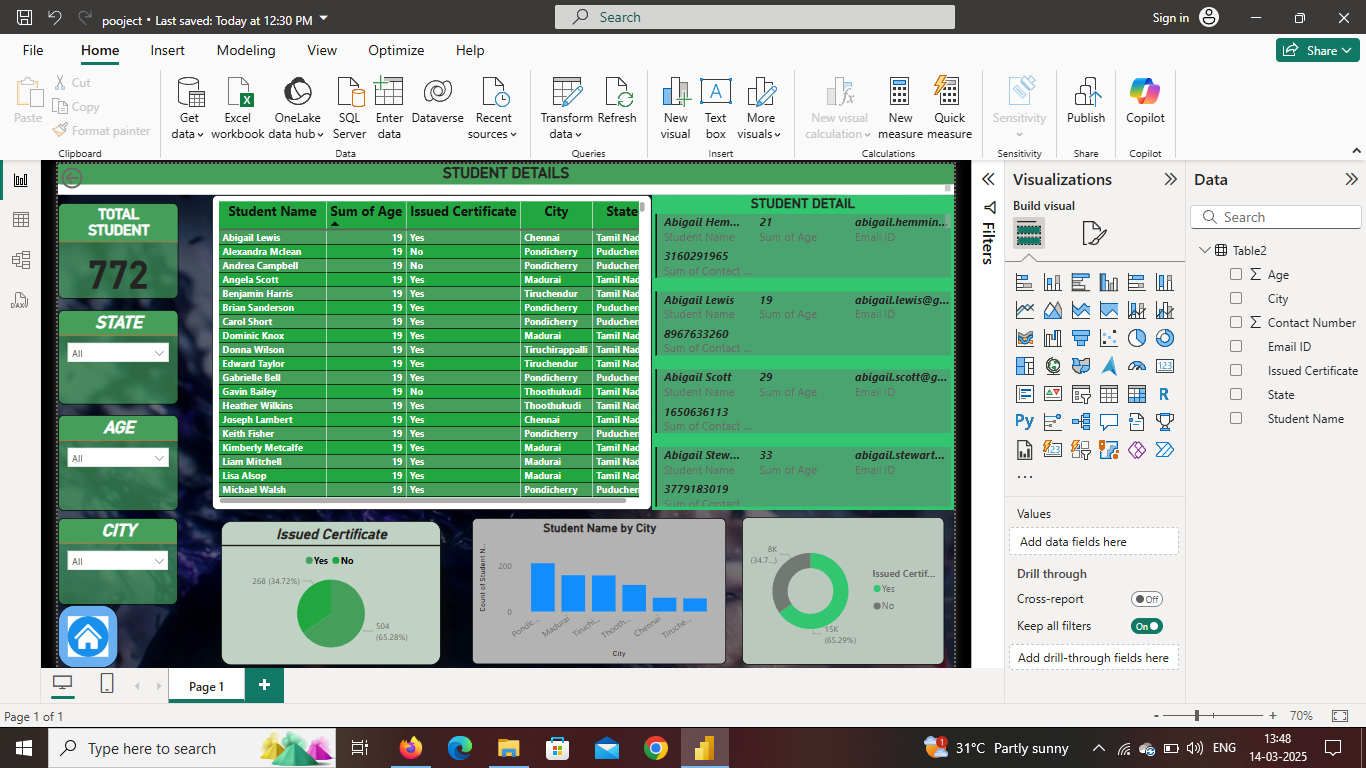 pooject • Last saved: Today at 12:30 PM
Search
Sign in
File Home Insert Modeling View Optimize Help
Share
Paste
Cut
Copy
Format painter
Clipboard
Get data
Excel workbook
OneLake data hub
SQL Server
Enter data
Dataverse
Recent sources
Data
Transform data
Refresh
Queries
New visual
Text box
More visuals
Insert
New visual calculation
New measure
Quick measure
Calculations
Sensitivity
Sensitivity
Publish
Share
Copilot
Copilot
STUDENT DETAILS
TOTAL STUDENT
772
STATE
All
AGE
All
CITY
All
Student Name Sum of Age Issued Certificate City State
Abigail Lewis 19 Yes Chennai Tamil Nad
Alexandra Mclean 19 No Pondicherry Puducher
Andrea Campbell 19 No Pondicherry Puducher
Angela Scott 19 Yes Madurai Tamil Nad
Benjamin Harris 19 Yes Tiruchendur Tamil Nad
Brian Sanderson 19 Yes Pondicherry Puducher
Carol Short 19 Yes Pondicherry Puducher
Dominic Knox 19 Yes Madurai Tamil Nad
Donna Wilson 19 Yes Tiruchirappalli Tamil Nad
Edward Taylor 19 Yes Tiruchendur Tamil Nad
Gabrielle Bell 19 Yes Pondicherry Puducher
Gavin Bailey 19 No Thoothukudi Tamil Nad
Heather Wilkins 19 Yes Thoothukudi Tamil Nad
Joseph Lambert 19 Yes Chennai Tamil Nad
Keith Fisher 19 Yes Pondicherry Puducher
Kimberly Metcalfe 19 Yes Madurai Tamil Nad
Liam Mitchell 19 Yes Madurai Tamil Nad
Lisa Alsop 19 Yes Madurai Tamil Nad
Michael Walsh 19 Yes Pondicherry Puducher
STUDENT DETAIL
Abigail Hem... 21 abigail.hemmin...
Student Name Sum of Age Email ID
3160291965
Sum of Contact ...
Abigail Lewis 19 abigail.lewis@g...
Student Name Sum of Age Email ID
8967633260
Sum of Contact ...
Abigail Scott 29 abigail.scott@g...
Student Name Sum of Age Email ID
1650636113
Sum of Contact ...
Abigail Stew... 33 abigail.stewart...
Student Name Sum of Age Email ID
3779183019
Sum of Contact ...
Issued Certificate
Yes No
268 (34.72%)
504
(65.28%)
Student Name by City
Count of Student N...
200
0
Pondic...
Madurai
Tiruchi...
Thooth...
Chennai
Tiruche...
City
8K
(34.7...)
15K
(65.29%)
Issued Certif...
Yes
No
Filters
Visualizations
Build visual
R
Py
123
...
Values
Add data fields here
Drill through
Cross-report Off
Keep all filters On
Add drill-through fields here
Data
Search
Table2
Age
City
Contact Number
Email ID
Issued Certificate
State
Student Name
Page 1
Page 1 of 1
70%
Type here to search
31°C Partly sunny
ENG
13:48
14-03-2025